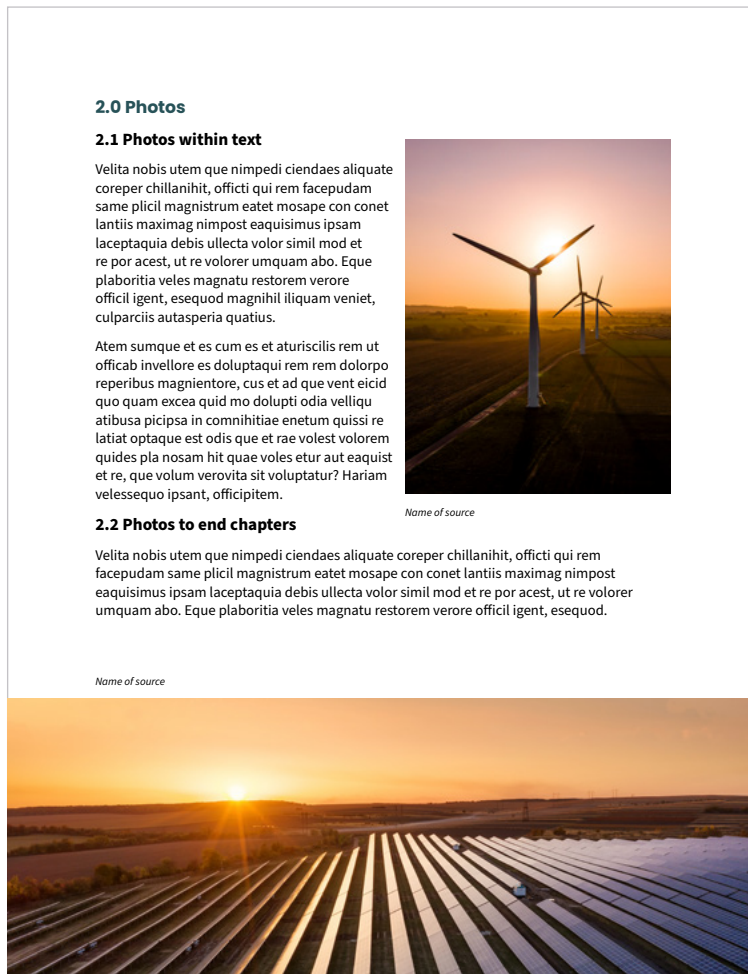 2.0 Photos
2.1 Photos within text
Velita nobis utem que nimpedi ciendaes aliquate
coreper chillanihit, officti qui rem facepudam
same plicil magnistrum eatet mosape con conet
lantiis maximag nimpost eaquisimus ipsam
laceptaquia debis ullecta volor simil mod et
re por acest, ut re volorer umquam abo. Eque
plaboritia veles magnatu restorem verore
officil igent, esequod magnihil iliquam veniet,
culparciis autasperia quatius.
Atem sumque et es cum es et aturiscilis rem ut
officab invellore es doluptaqui rem rem dolorpo
reperibus magnientore, cus et ad que vent eicid
quo quam excea quid mo dolupti odia velliqu
atibusa picipsa in comnihitiae enetum quissi re
latiat optaque est odis que et rae volest volorem
quides pla nosam hit quae voles etur aut eaquist
et re, que volum verovita sit voluptatur? Hariam
velessequo ipsant, officipitem.
Name of source
2.2 Photos to end chapters
Velita nobis utem que nimpedi ciendaes aliquate coreper chillanihit, officti qui rem
facepudam same plicil magnistrum eatet mosape con conet lantiis maximag nimpost
eaquisimus ipsam laceptaquia debis ullecta volor simil mod et re por acest, ut re volorer
umquam abo. Eque plaboritia veles magnatu restorem verore officil igent, esequod.
Name of source